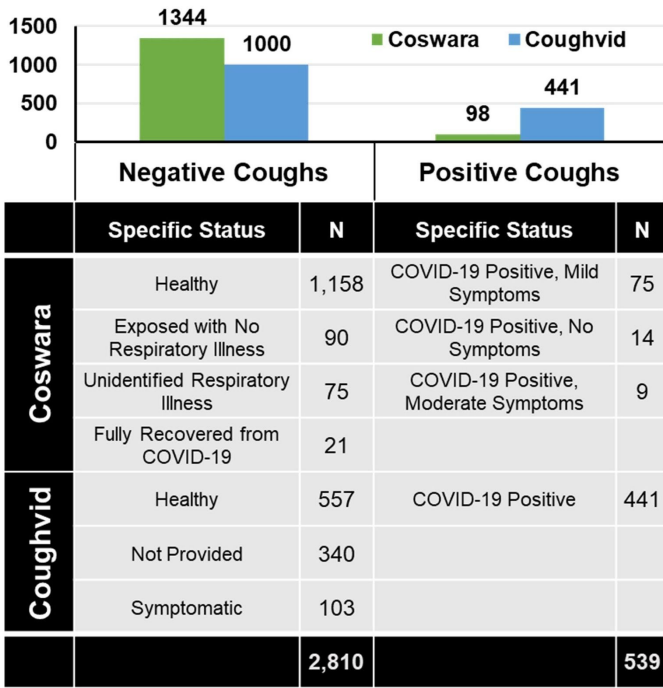 1500
1000
500
0
1344
1000
Coswara
Coughvid
98
441
Negative Coughs
Positive Coughs
Specific Status
N
Specific Status
N
Coswara
Healthy
1,158
COVID-19 Positive, Mild
Symptoms
75
Exposed with No
Respiratory Illness
90
COVID-19 Positive, No
Symptoms
14
Unidentified Respiratory
Illness
75
COVID-19 Positive,
Moderate Symptoms
9
Fully Recovered from
COVID-19
21
Coughvid
Healthy
557
COVID-19 Positive
441
Not Provided
340
Symptomatic
103
2,810
539